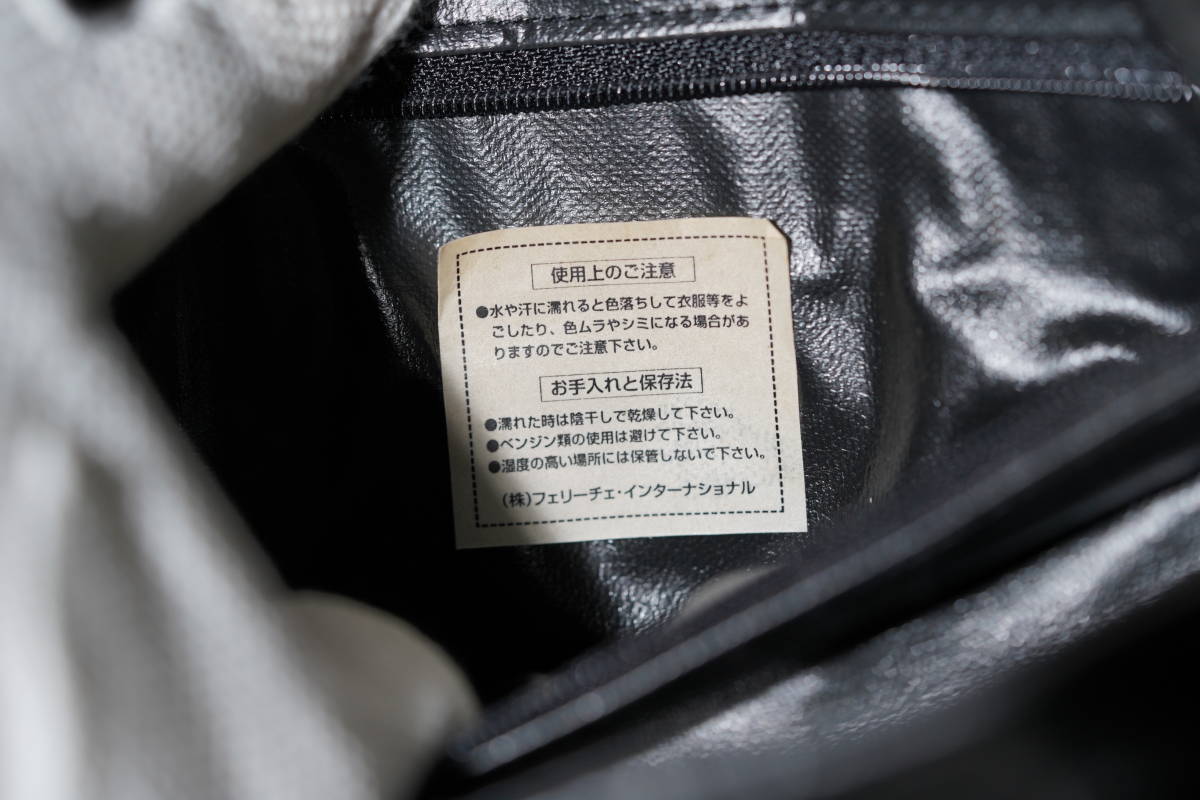 使用上のご注意
●水や汗に濡れると色落ちして衣服等をよ
ごしたり、色ムラやシミになる場合があ
りますのでご注意下さい。
お手入れと保存法
●濡れた時は陰干しで乾燥して下さい。
●ベンジン類の使用は避けて下さい。
●湿度の高い場所には保管しないで下さい。
(株)フェリーチェ・インターナショナル